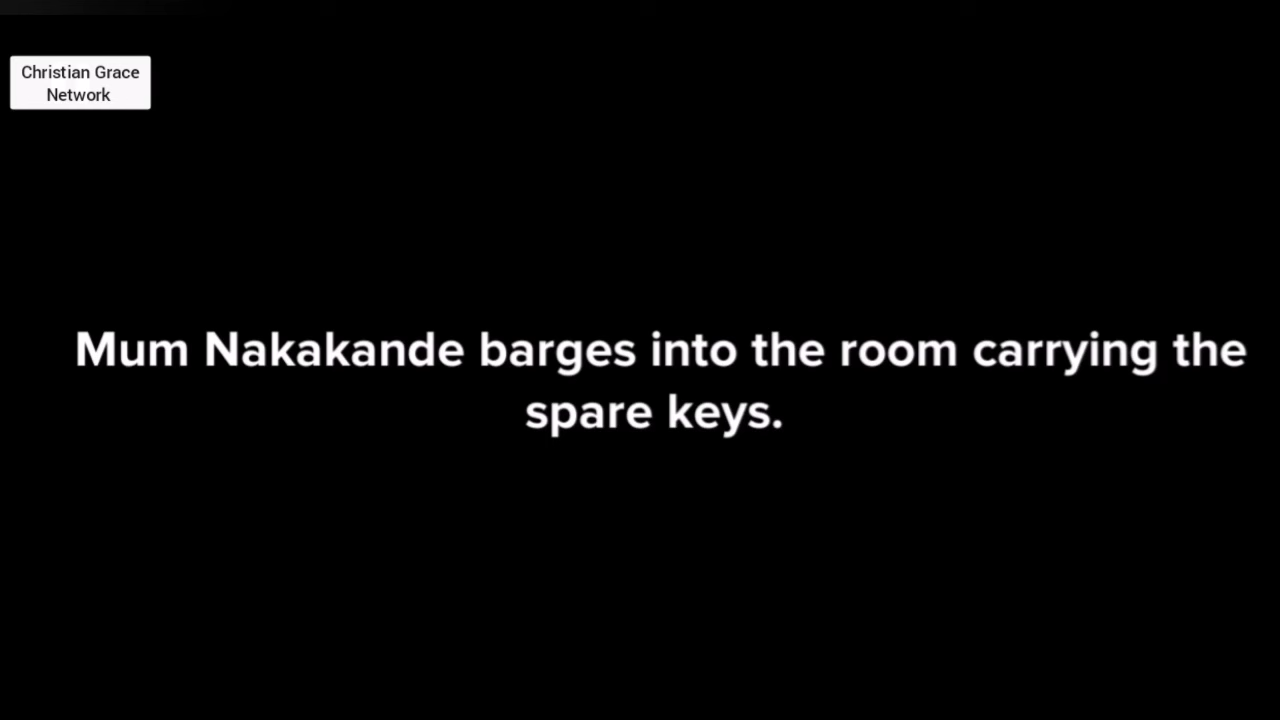 Christian Grace
Network
Mum Nakakande barges into the room carrying the
spare keys.